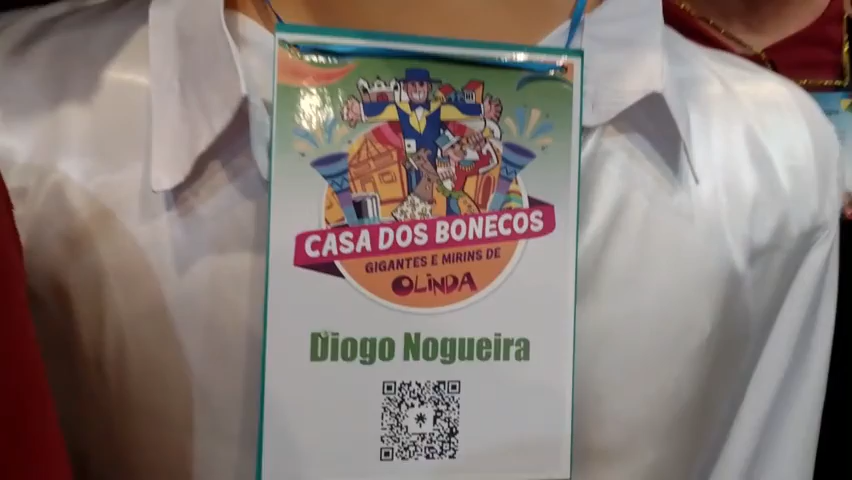 CASA DOS BONECOS
GIGANTES E MIRINS DE
OLINDA
Diogo Nogueira